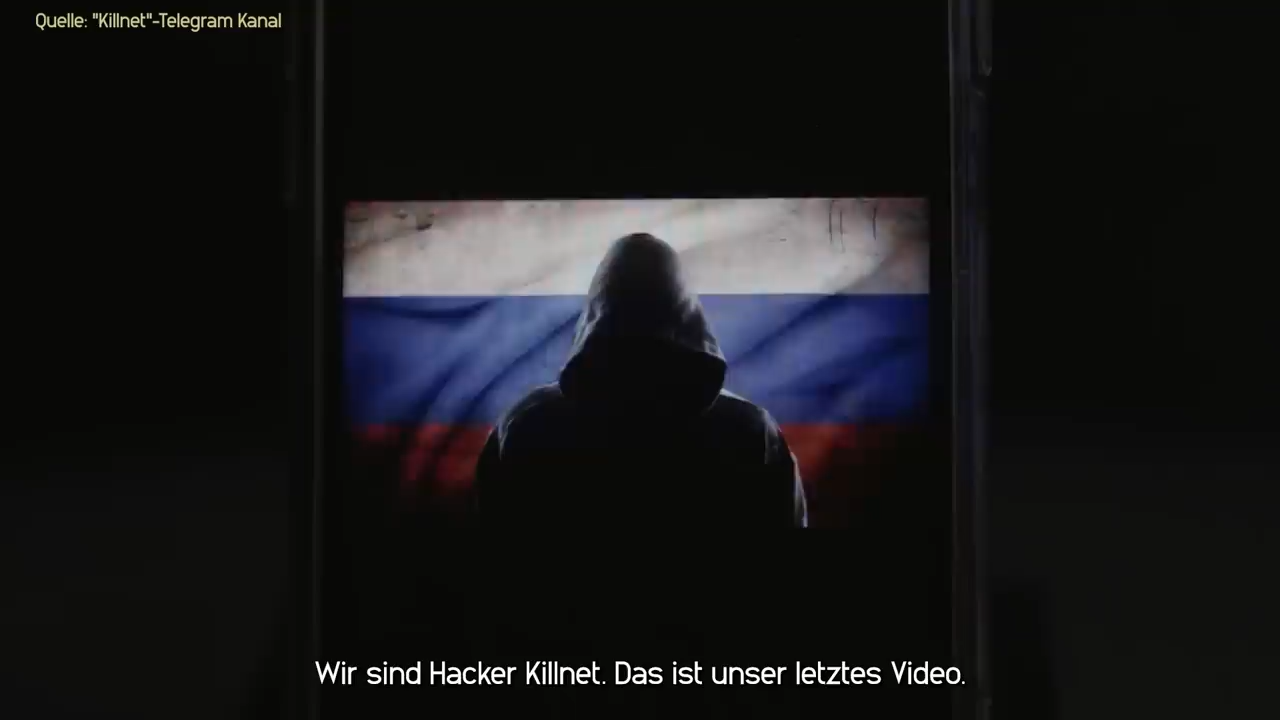 Quelle: "Killnet"-Telegram Kanal
Wir sind Hacker Killnet. Das ist unser letztes Video.